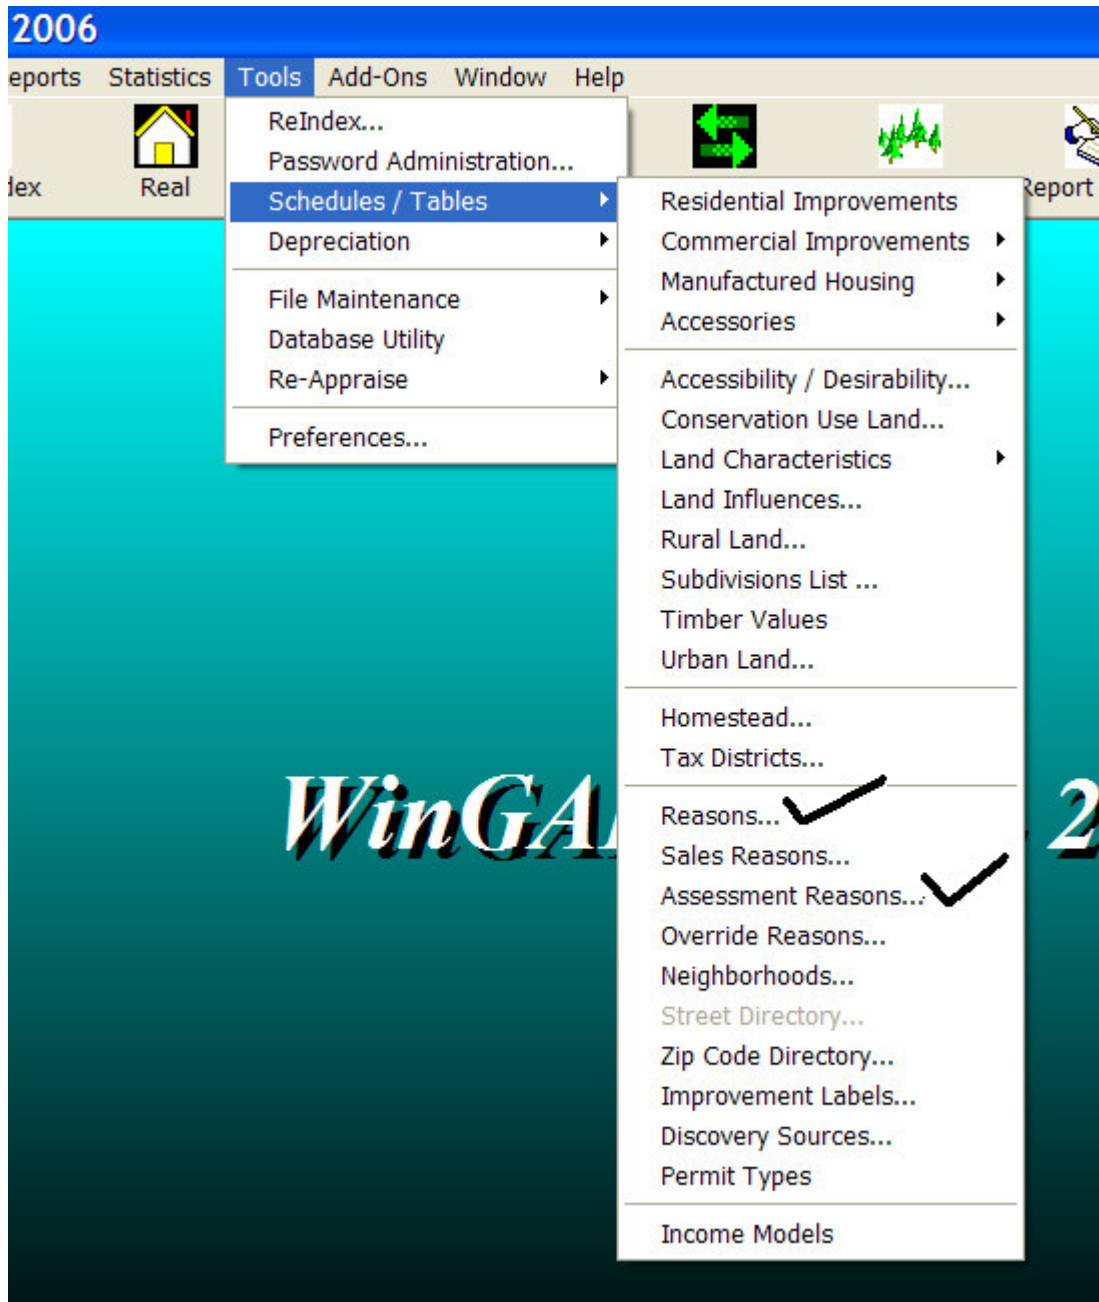 2006
eports Statistics Tools Add-Ons Window Help
ReIndex...
Password Administration...
dex Real Schedules / Tables Report
Depreciation
File Maintenance
Database Utility
Re-Appraise
Preferences...
Residential Improvements
Commercial Improvements
Manufactured Housing
Accessories
Accessibility / Desirability...
Conservation Use Land...
Land Characteristics
Land Influences...
Rural Land...
Subdivisions List ...
Timber Values
Urban Land...
Homestead...
Tax Districts...
Reasons...
Sales Reasons...
Assessment Reasons...
Override Reasons...
Neighborhoods...
Street Directory...
Zip Code Directory...
Improvement Labels...
Discovery Sources...
Permit Types
Income Models
WinGA 2